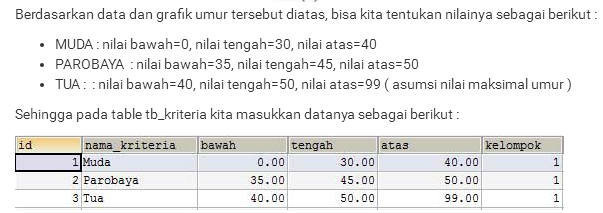 Berdasarkan data dan grafik umur tersebut diatas, bisa kita tentukan nilainya sebagai berikut :
• MUDA : nilai bawah=0, nilai tengah=30, nilai atas=40
• PAROBAYA : nilai bawah=35, nilai tengah=45, nilai atas=50
• TUA : : nilai bawah=40, nilai tengah=50, nilai atas=99 ( asumsi nilai maksimal umur )
Sehingga pada table tb_kriteria kita masukkan datanya sebagai berikut :
id nama_kriteria bawah tengah atas kelompok
1 Muda 0.00 30.00 40.00 1
2 Parobaya 35.00 45.00 50.00 1
3 Tua 40.00 50.00 99.00 1